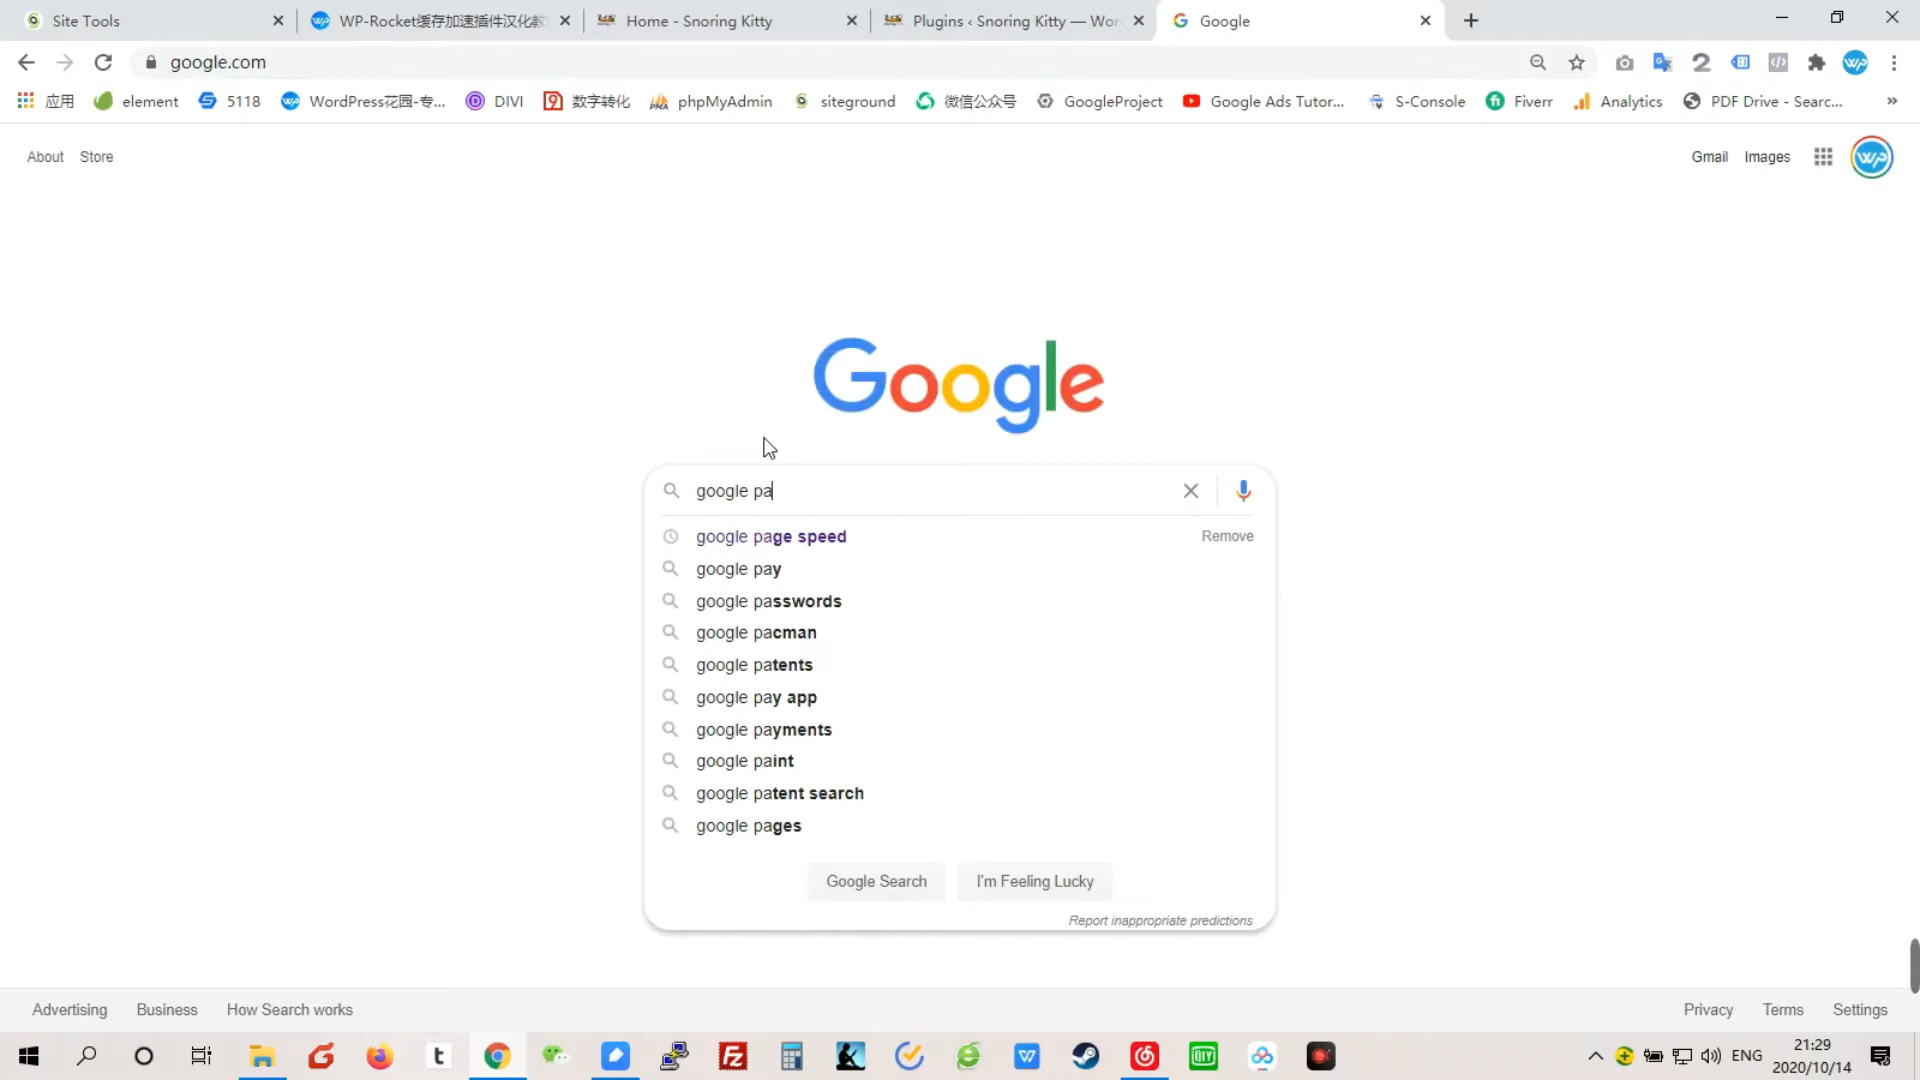 Site Tools
WP-Rocket缓存加速插件汉化教
Home - Snoring Kitty
Plugins ‹ Snoring Kitty — Wor
Google
google.com
应用
element
5118
WordPress花园-专...
DIVI
数字转化
phpMyAdmin
siteground
微信公众号
GoogleProject
Google Ads Tutor...
S-Console
Fiverr
Analytics
PDF Drive - Searc...
»
About
Store
Gmail
Images
Google
google pa
google page speed
Remove
google pay
google passwords
google pacman
google patents
google pay app
google payments
google paint
google patent search
google pages
Google Search
I'm Feeling Lucky
Report inappropriate predictions
Advertising
Business
How Search works
Privacy
Terms
Settings
ENG
21:29
2020/10/14